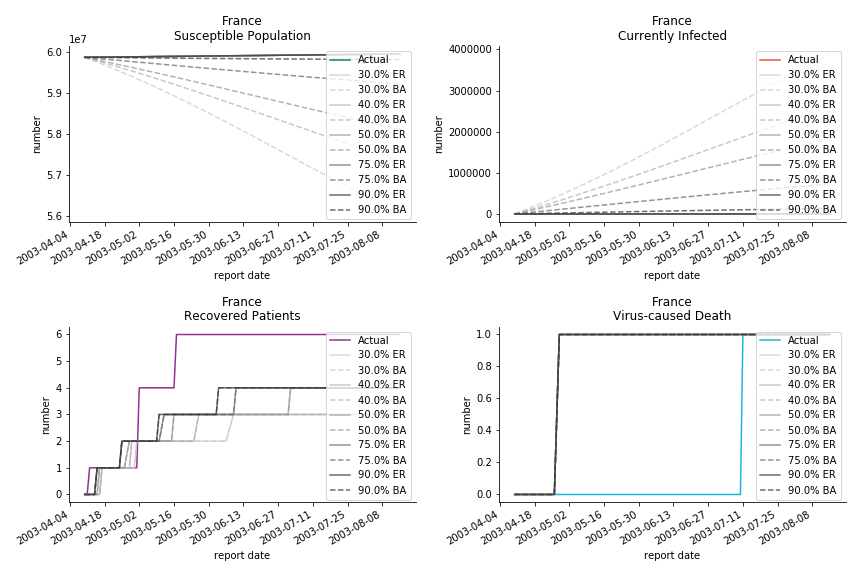 France
Susceptible Population
1e7
6.0
5.9
5.8
5.7
5.6
number
2003-04-04
2003-04-18
2003-05-02
2003-05-16
2003-05-30
2003-06-13
2003-06-27
2003-07-11
2003-07-25
2003-08-08
report date
Actual
30.0% ER
30.0% BA
40.0% ER
40.0% BA
50.0% ER
50.0% BA
75.0% ER
75.0% BA
90.0% ER
90.0% BA
France
Currently Infected
4000000
3000000
2000000
1000000
0
number
2003-04-04
2003-04-18
2003-05-02
2003-05-16
2003-05-30
2003-06-13
2003-06-27
2003-07-11
2003-07-25
2003-08-08
report date
Actual
30.0% ER
30.0% BA
40.0% ER
40.0% BA
50.0% ER
50.0% BA
75.0% ER
75.0% BA
90.0% ER
90.0% BA
France
Recovered Patients
6
5
4
3
2
1
0
number
2003-04-04
2003-04-18
2003-05-02
2003-05-16
2003-05-30
2003-06-13
2003-06-27
2003-07-11
2003-07-25
2003-08-08
report date
Actual
30.0% ER
30.0% BA
40.0% ER
40.0% BA
50.0% ER
50.0% BA
75.0% ER
75.0% BA
90.0% ER
90.0% BA
France
Virus-caused Death
1.0
0.8
0.6
0.4
0.2
0.0
number
2003-04-04
2003-04-18
2003-05-02
2003-05-16
2003-05-30
2003-06-13
2003-06-27
2003-07-11
2003-07-25
2003-08-08
report date
Actual
30.0% ER
30.0% BA
40.0% ER
40.0% BA
50.0% ER
50.0% BA
75.0% ER
75.0% BA
90.0% ER
90.0% BA